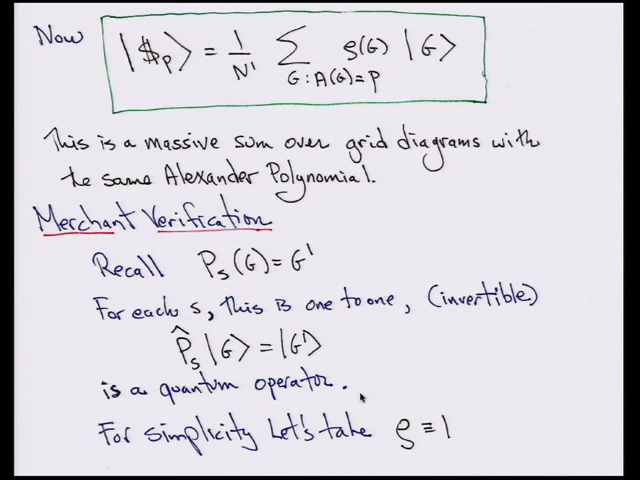 Now |$_P⟩ = 1/N' Σ_{G:A(G)=P} ρ(G) |G⟩
This is a massive sum over grid diagrams with
the same Alexander Polynomial.
Merchant Verification
Recall P_s(G) = G'
For each s, this is one to one, (invertible)
P̂_s |G⟩ = |G'⟩
is a quantum operator.
For simplicity Let's take ρ ≡ 1